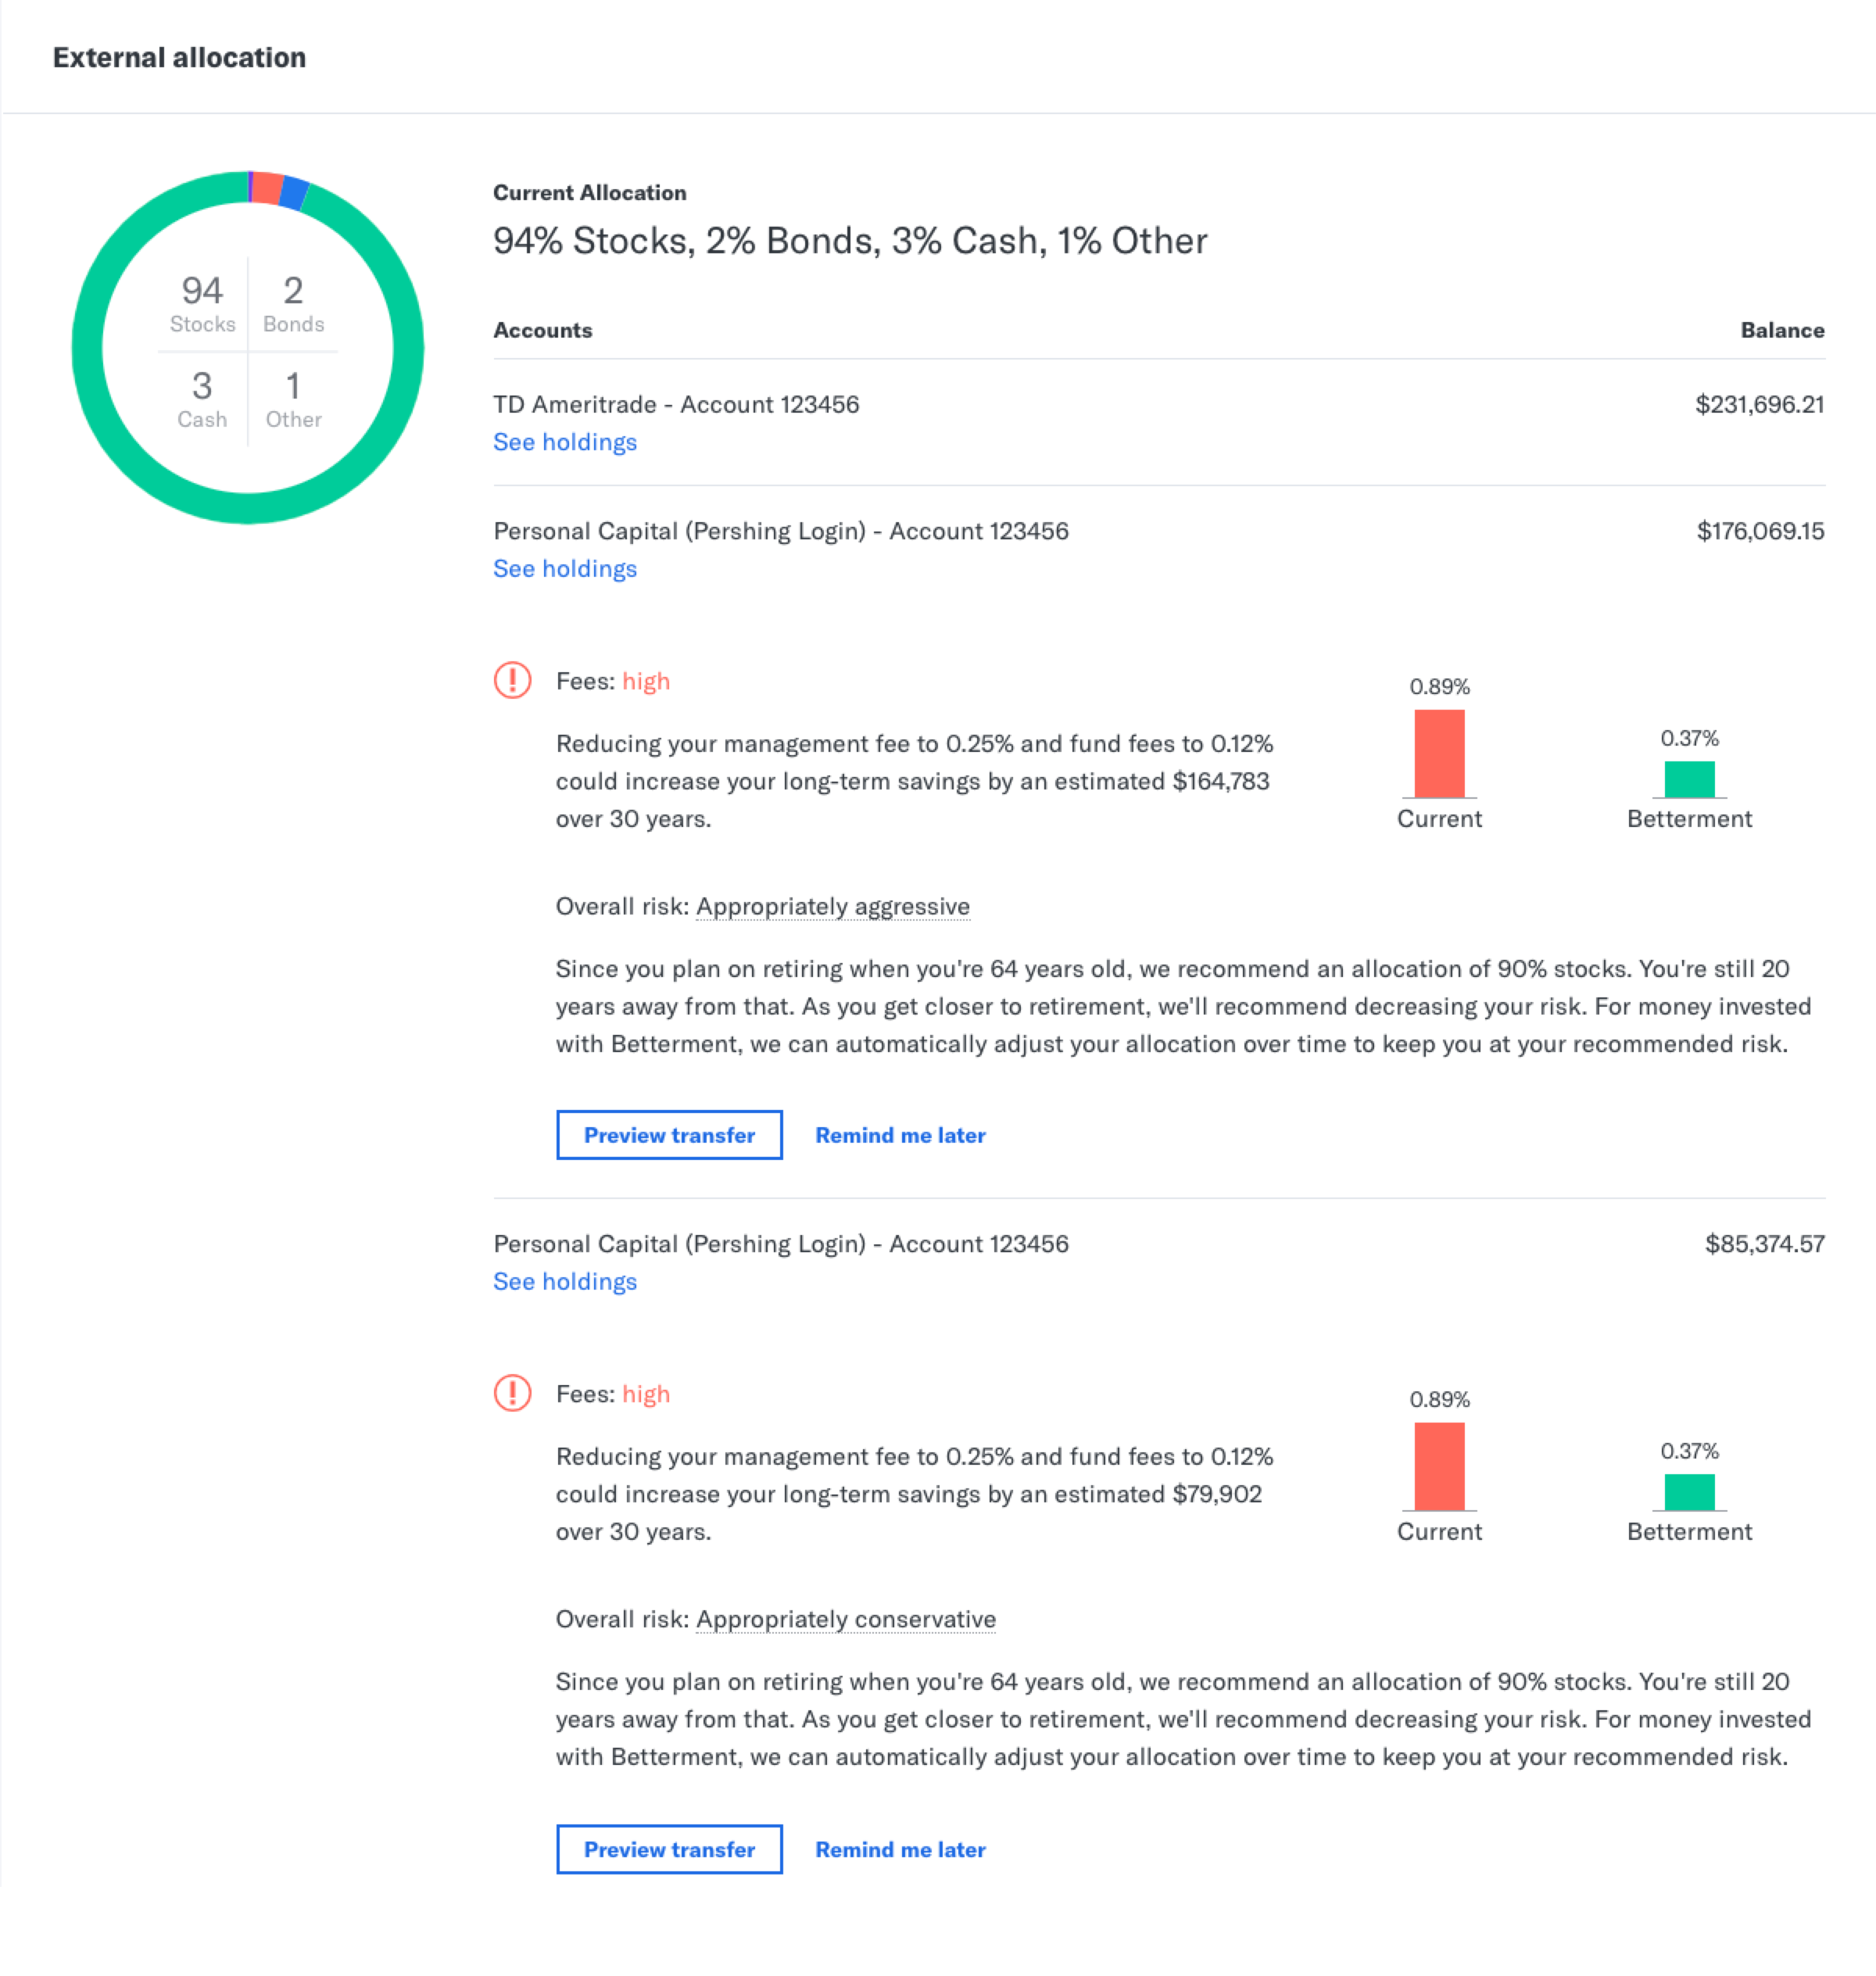 External allocation
94
Stocks
2
Bonds
3
Cash
1
Other
Current Allocation
94% Stocks, 2% Bonds, 3% Cash, 1% Other
Accounts
Balance
TD Ameritrade - Account 123456
$231,696.21
See holdings
Personal Capital (Pershing Login) - Account 123456
$176,069.15
See holdings
Fees: high
Reducing your management fee to 0.25% and fund fees to 0.12%
could increase your long-term savings by an estimated $164,783
over 30 years.
0.89%
Current
0.37%
Betterment
Overall risk: Appropriately aggressive
Since you plan on retiring when you're 64 years old, we recommend an allocation of 90% stocks. You're still 20
years away from that. As you get closer to retirement, we'll recommend decreasing your risk. For money invested
with Betterment, we can automatically adjust your allocation over time to keep you at your recommended risk.
Preview transfer
Remind me later
Personal Capital (Pershing Login) - Account 123456
$85,374.57
See holdings
Fees: high
Reducing your management fee to 0.25% and fund fees to 0.12%
could increase your long-term savings by an estimated $79,902
over 30 years.
0.89%
Current
0.37%
Betterment
Overall risk: Appropriately conservative
Since you plan on retiring when you're 64 years old, we recommend an allocation of 90% stocks. You're still 20
years away from that. As you get closer to retirement, we'll recommend decreasing your risk. For money invested
with Betterment, we can automatically adjust your allocation over time to keep you at your recommended risk.
Preview transfer
Remind me later